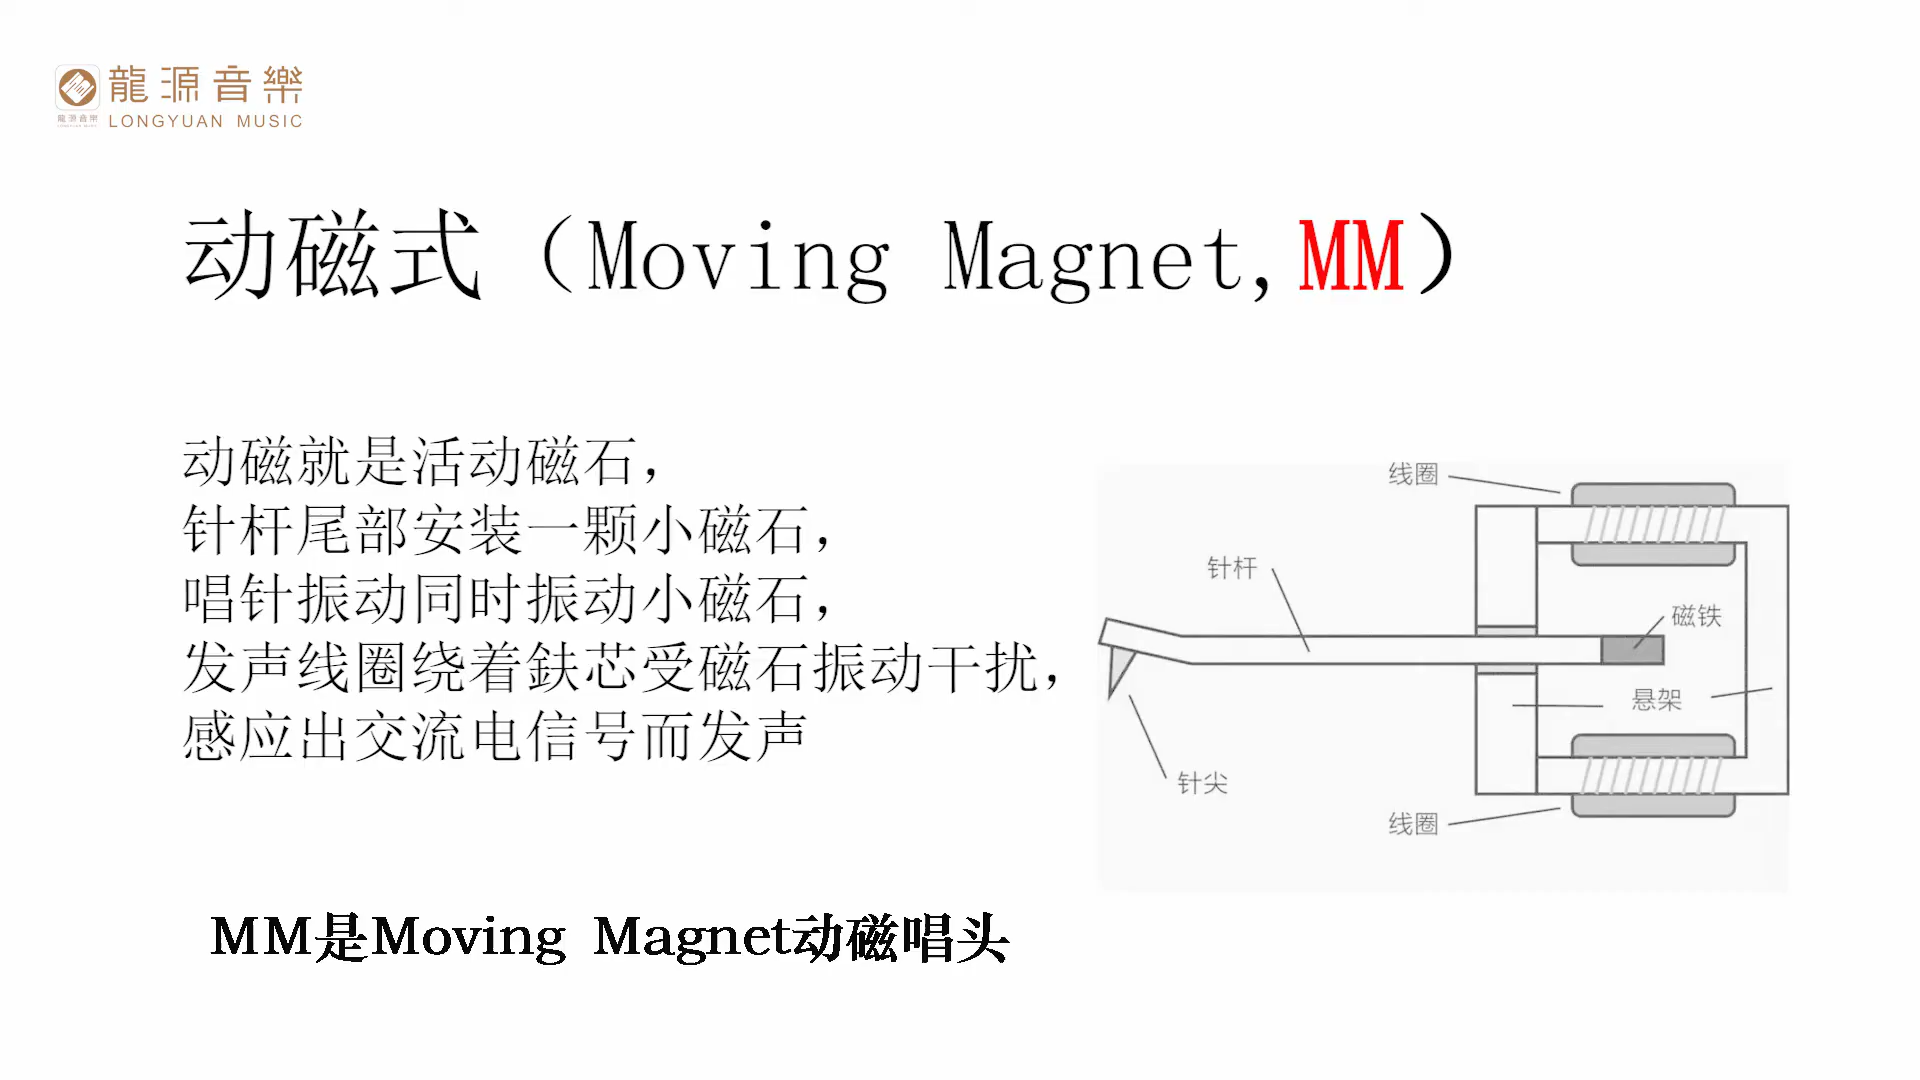 龍源音樂
龍源音樂
LONGYUAN MUSIC
动磁式（Moving Magnet,MM）
动磁就是活动磁石，
针杆尾部安装一颗小磁石，
唱针振动同时振动小磁石，
发声线圈绕着鈇芯受磁石振动干扰，
感应出交流电信号而发声
线圈
针杆
磁铁
悬架
针尖
线圈
MM是Moving Magnet动磁唱头